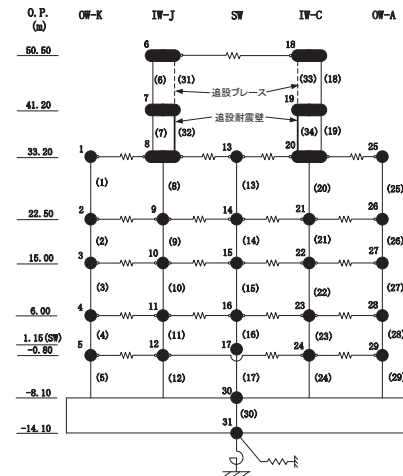 O.P. OW-K IW-J SW IW-C OW-A
(m)
50.50 6 18
(6) (31) (33) (18)
追設ブレース
41.20 7 19
追設耐震壁
(7) (32) (34) (19)
33.20 1 8 13 20 25
(1) (8) (13) (20) (25)
22.50 2 9 14 21 26
(2) (9) (14) (21) (26)
15.00 3 10 15 22 27
(3) (10) (15) (22) (27)
6.00 4 11 16 23 28
1.15(SW) (4) (11) (16) (23) (28)
-0.80 5 12 17 24 29
(5) (12) (17) (24) (29)
-8.10 30
(30)
-14.10 31